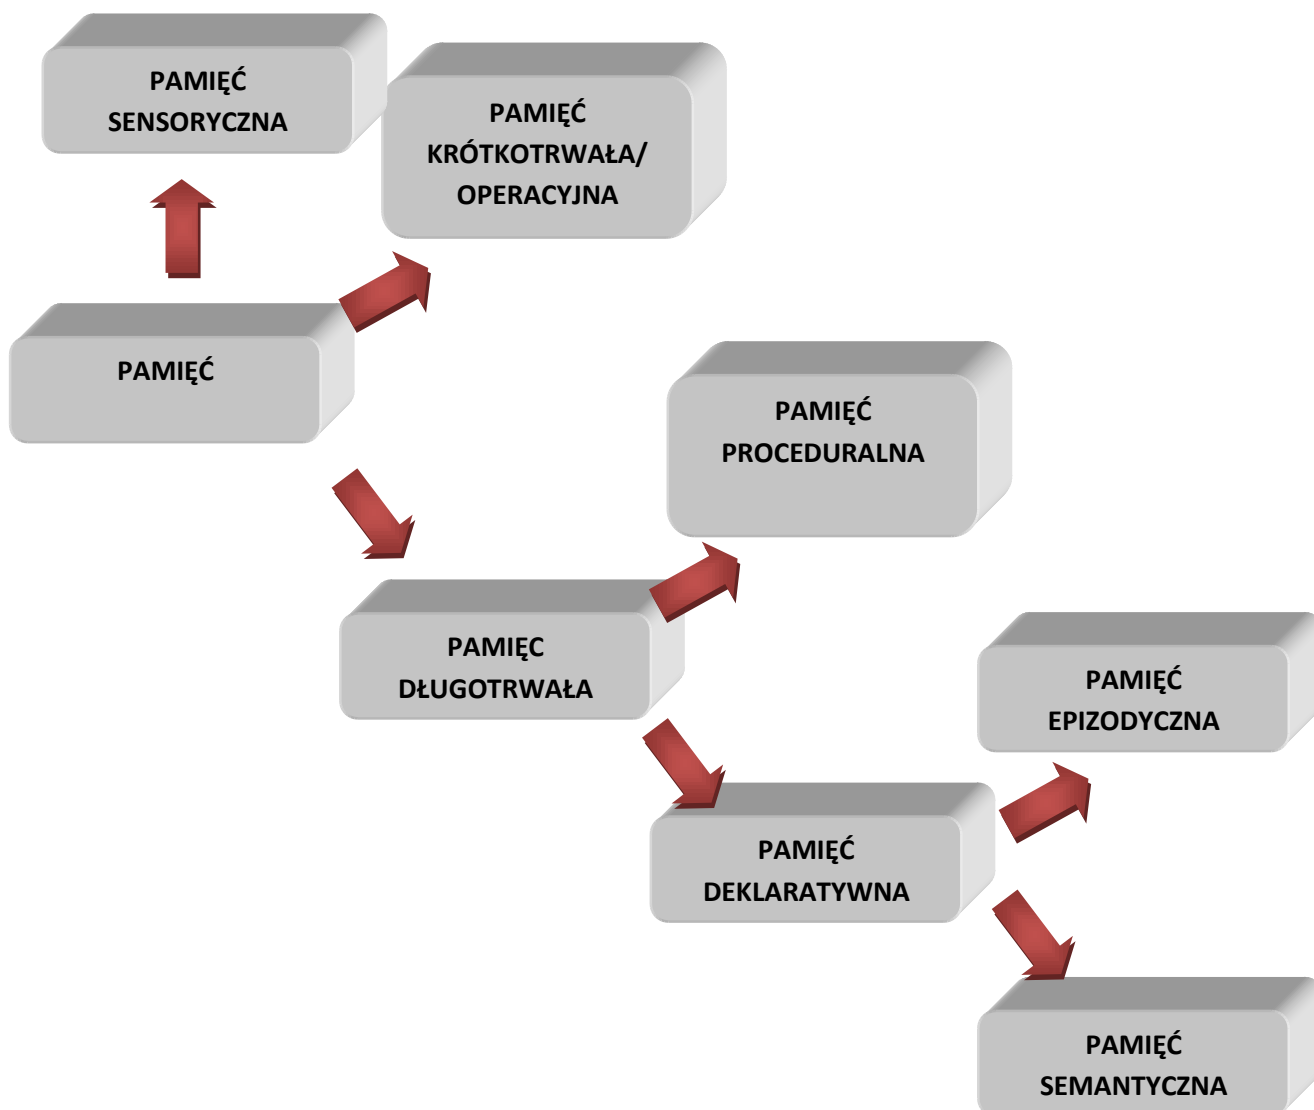 PAMIĘĆ
SENSORYCZNA
PAMIĘĆ
KRÓTKOTRWAŁA/
OPERACYJNA
PAMIĘĆ
PAMIĘĆ
PROCEDURALNA
PAMIĘC
DŁUGOTRWAŁA
PAMIĘĆ
EPIZODYCZNA
PAMIĘĆ
DEKLARATYWNA
PAMIĘĆ
SEMANTYCZNA